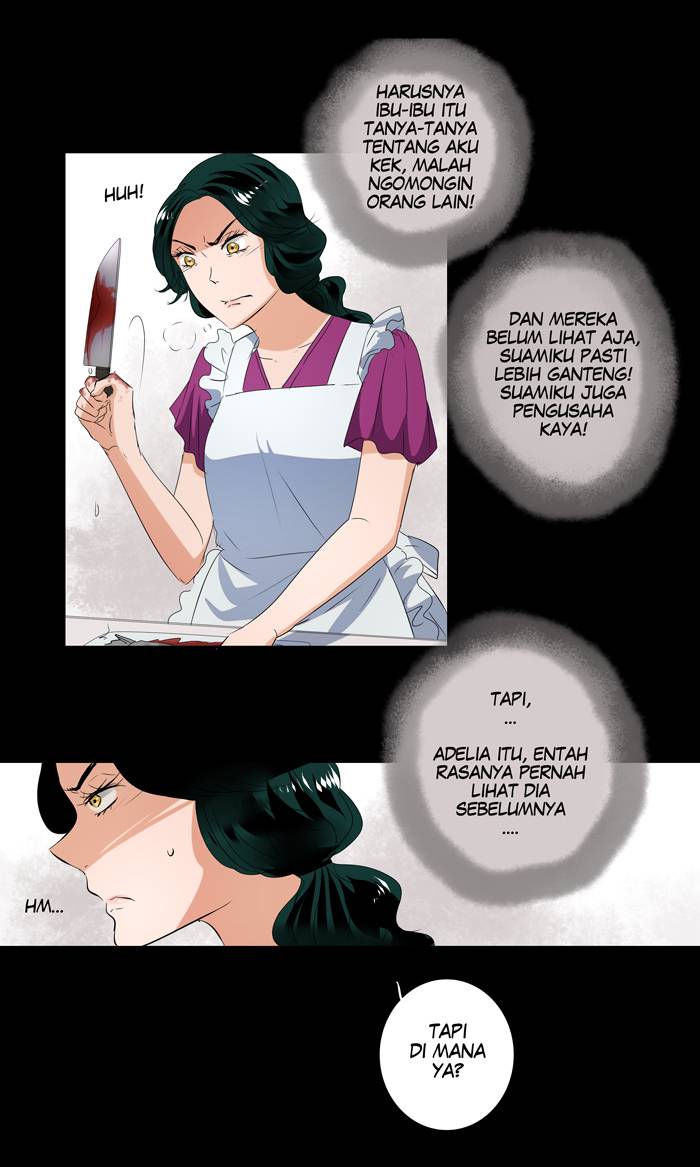 HARUSNYA
IBU-IBU ITU
TANYA-TANYA
TENTANG AKU
KEK, MALAH
NGOMONGIN
ORANG LAIN!
HUH!
DAN MEREKA
BELUM LIHAT AJA,
SUAMIKU PASTI
LEBIH GANTENG!
SUAMIKU JUGA
PENGUSAHA
KAYA!
TAPI,
...
ADELIA ITU, ENTAH
RASANYA PERNAH
LIHAT DIA
SEBELUMNYA
....
HM...
TAPI
DI MANA
YA?